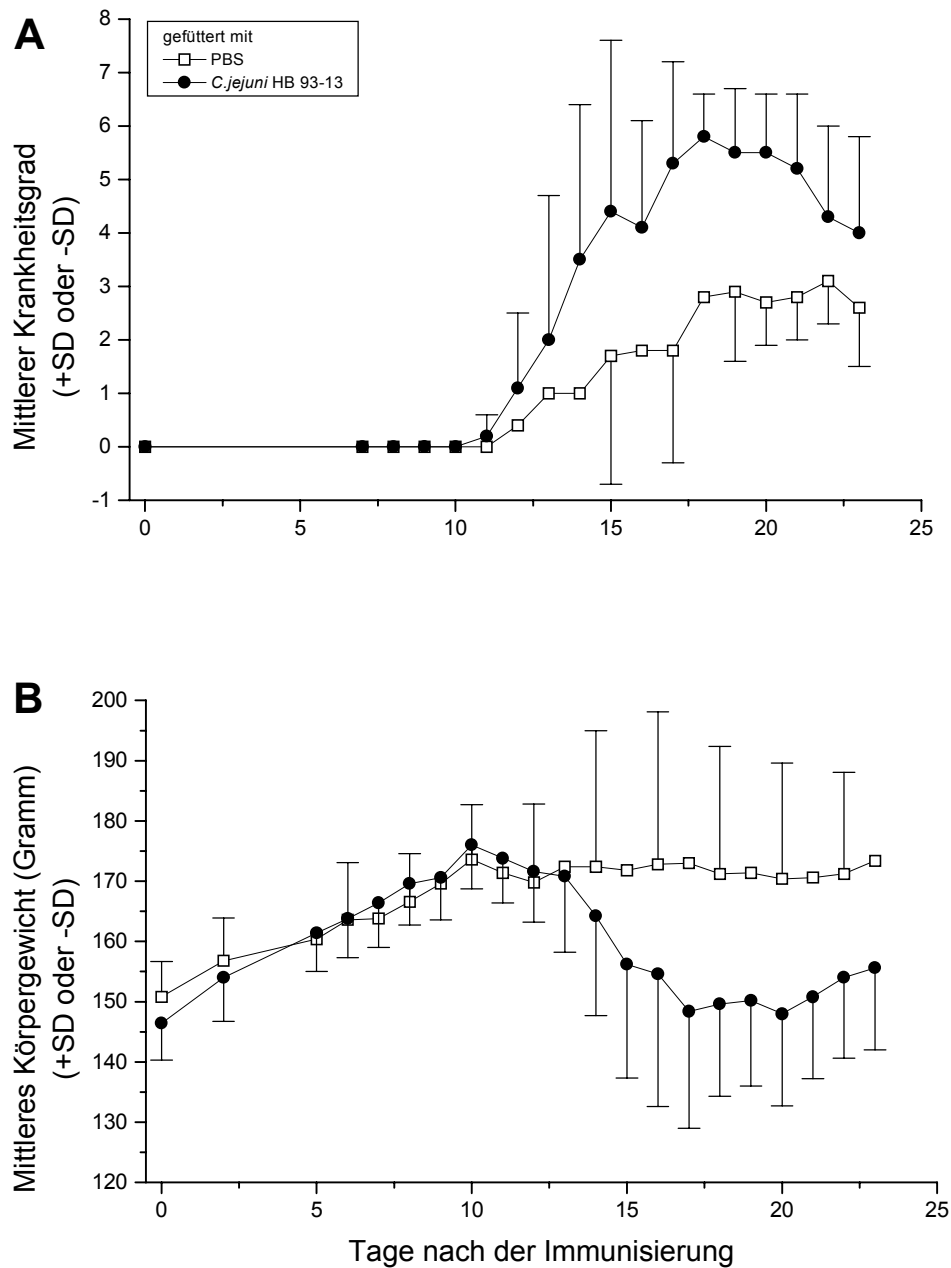 A
gefüttert mit
PBS
C.jejuni HB 93-13
Mittlerer Krankheitsgrad
(+SD oder -SD)
8
7
6
5
4
3
2
1
0
-1
0 5 10 15 20 25
B
Mittleres Körpergewicht (Gramm)
(+SD oder -SD)
200
190
180
170
160
150
140
130
120
0 5 10 15 20 25
Tage nach der Immunisierung